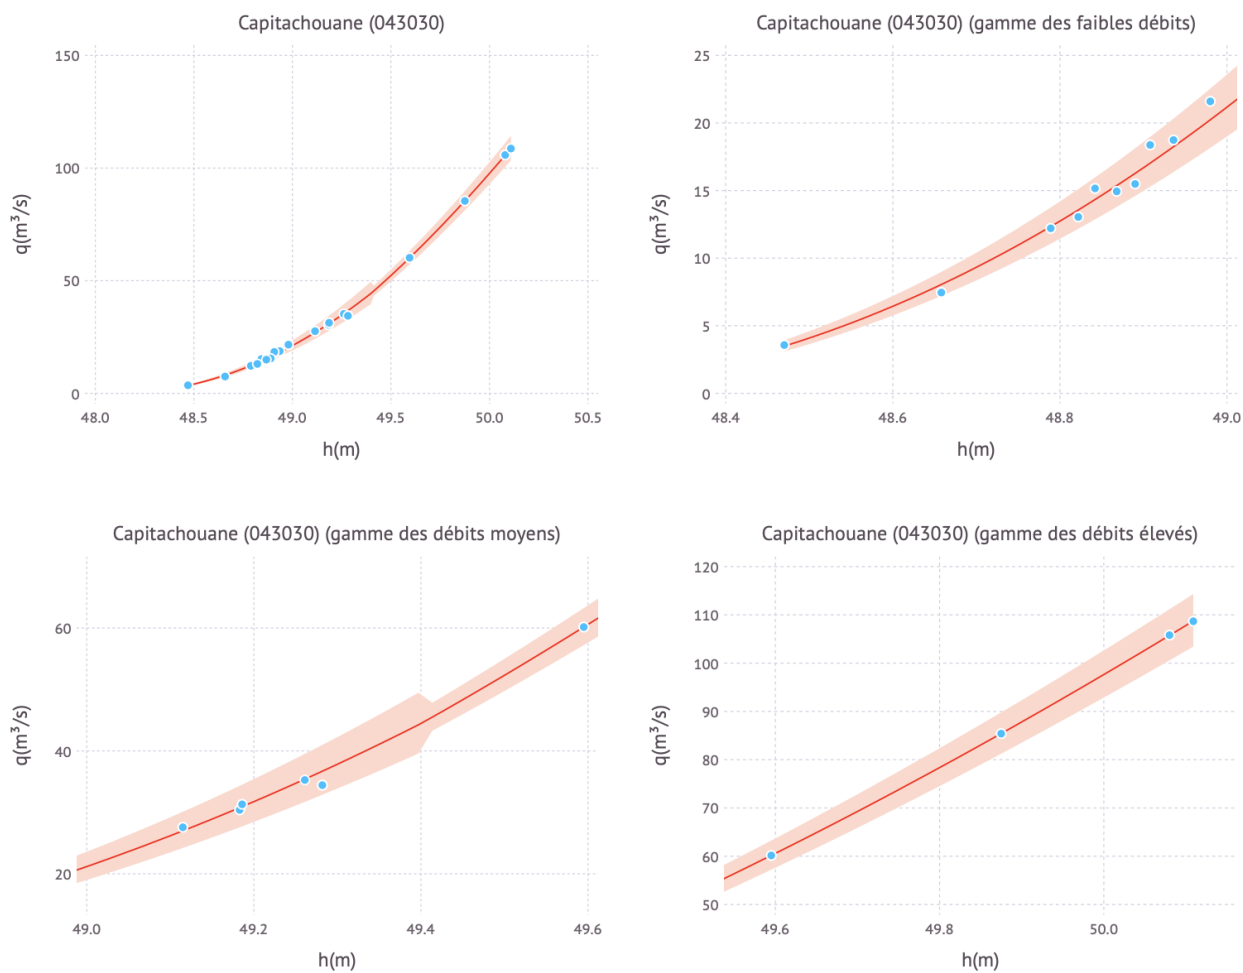 Capitachouane (043030)
150
100
50
0
q(m³/s)
48.0 48.5 49.0 49.5 50.0 50.5
h(m)
Capitachouane (043030) (gamme des faibles débits)
25
20
15
10
5
0
q(m³/s)
48.4 48.6 48.8 49.0
h(m)
Capitachouane (043030) (gamme des débits moyens)
60
40
20
q(m³/s)
49.0 49.2 49.4 49.6
h(m)
Capitachouane (043030) (gamme des débits élevés)
120
110
100
90
80
70
60
50
q(m³/s)
49.6 49.8 50.0
h(m)